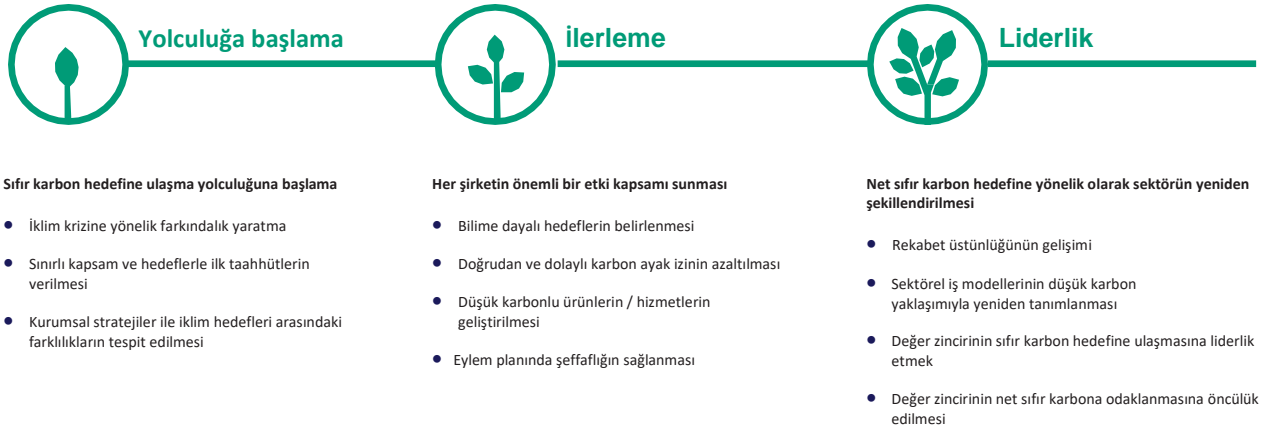 Yolculuğa başlama
İlerleme
Liderlik
Sıfır karbon hedefine ulaşma yolculuğuna başlama
• İklim krizine yönelik farkındalık yaratma
• Sınırlı kapsam ve hedeflerle ilk taahhütlerin
verilmesi
• Kurumsal stratejiler ile iklim hedefleri arasındaki
farklılıkların tespit edilmesi
Her şirketin önemli bir etki kapsamı sunması
• Bilime dayalı hedeflerin belirlenmesi
• Doğrudan ve dolaylı karbon ayak izinin azaltılması
• Düşük karbonlu ürünlerin / hizmetlerin
geliştirilmesi
• Eylem planında şeffaflığın sağlanması
Net sıfır karbon hedefine yönelik olarak sektörün yeniden
şekillendirilmesi
• Rekabet üstünlüğünün gelişimi
• Sektörel iş modellerinin düşük karbon
yaklaşımıyla yeniden tanımlanması
• Değer zincirinin sıfır karbon hedefine ulaşmasına liderlik
etmek
• Değer zincirinin net sıfır karbona odaklanmasına öncülük
edilmesi